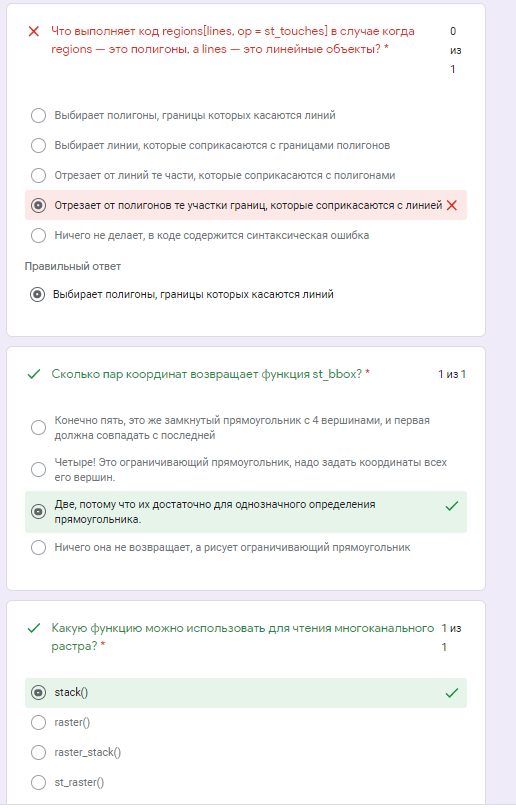 Что выполняет код regions[lines, op = st_touches] в случае когда
regions — это полигоны, а lines — это линейные объекты? *
0
из
1
Выбирает полигоны, границы которых касаются линий
Выбирает линии, которые соприкасаются с границами полигонов
Отрезает от линий те части, которые соприкасаются с полигонами
Отрезает от полигонов те участки границ, которые соприкасаются с линией
Ничего не делает, в коде содержится синтаксическая ошибка
Правильный ответ
Выбирает полигоны, границы которых касаются линий
Сколько пар координат возвращает функция st_bbox? *
1 из 1
Конечно пять, это же замкнутый прямоугольник с 4 вершинами, и первая
должна совпадать с последней
Четыре! Это ограничивающий прямоугольник, надо задать координаты всех
его вершин.
Две, потому что их достаточно для однозначного определения
прямоугольника.
Ничего она не возвращает, а рисует ограничивающий прямоугольник
Какую функцию можно использовать для чтения многоканального
растра? *
1 из
1
stack()
raster()
raster_stack()
st_raster()